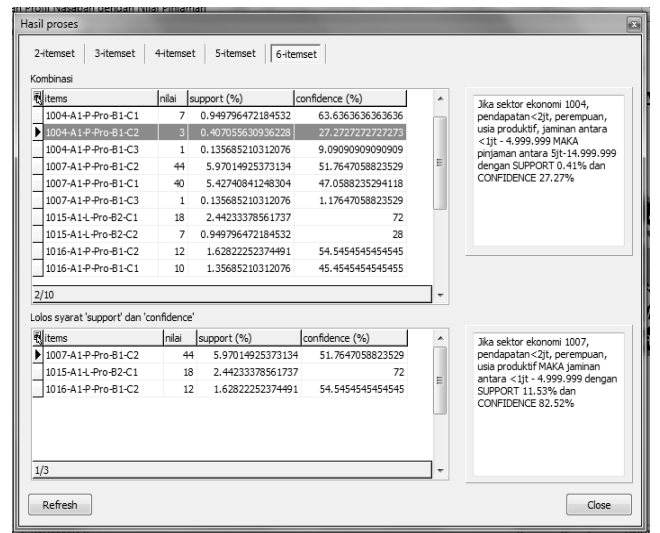 an Profil Nasabah dengan Nilai Pinjaman
Hasil proses
2-itemset 3-itemset 4-itemset 5-itemset 6-itemset
Kombinasi
items nilai support (%) confidence (%)
1004-A1-P-Pro-B1-C1 7 0.949796472184532 63.6363636363636
1004-A1-P-Pro-B1-C2 3 0.407055630936228 27.2727272727273
1004-A1-P-Pro-B1-C3 1 0.135685210312076 9.09090909090909
1007-A1-P-Pro-B1-C2 44 5.97014925373134 51.7647058823529
1007-A1-P-Pro-B1-C1 40 5.42740841248304 47.0588235294118
1007-A1-P-Pro-B1-C3 1 0.135685210312076 1.17647058823529
1015-A1-L-Pro-B2-C1 18 2.44233378561737 72
1015-A1-L-Pro-B2-C2 7 0.949796472184532 28
1016-A1-P-Pro-B1-C2 12 1.62822252374491 54.5454545454545
1016-A1-P-Pro-B1-C1 10 1.35685210312076 45.4545454545455
2/10
Jika sektor ekonomi 1004,
pendapatan<2jt, perempuan,
usia produktif, jaminan antara
<1jt - 4.999.999 MAKA
pinjaman antara 5jt-14.999.999
dengan SUPPORT 0.41% dan
CONFIDENCE 27.27%
Lolos syarat 'support' dan 'confidence'
items nilai support (%) confidence (%)
1007-A1-P-Pro-B1-C2 44 5.97014925373134 51.7647058823529
1015-A1-L-Pro-B2-C1 18 2.44233378561737 72
1016-A1-P-Pro-B1-C2 12 1.62822252374491 54.5454545454545
1/3
Jika sektor ekonomi 1007,
pendapatan<2jt, perempuan,
usia produktif MAKA jaminan
antara <1jt - 4.999.999 dengan
SUPPORT 11.53% dan
CONFIDENCE 82.52%
Refresh Close